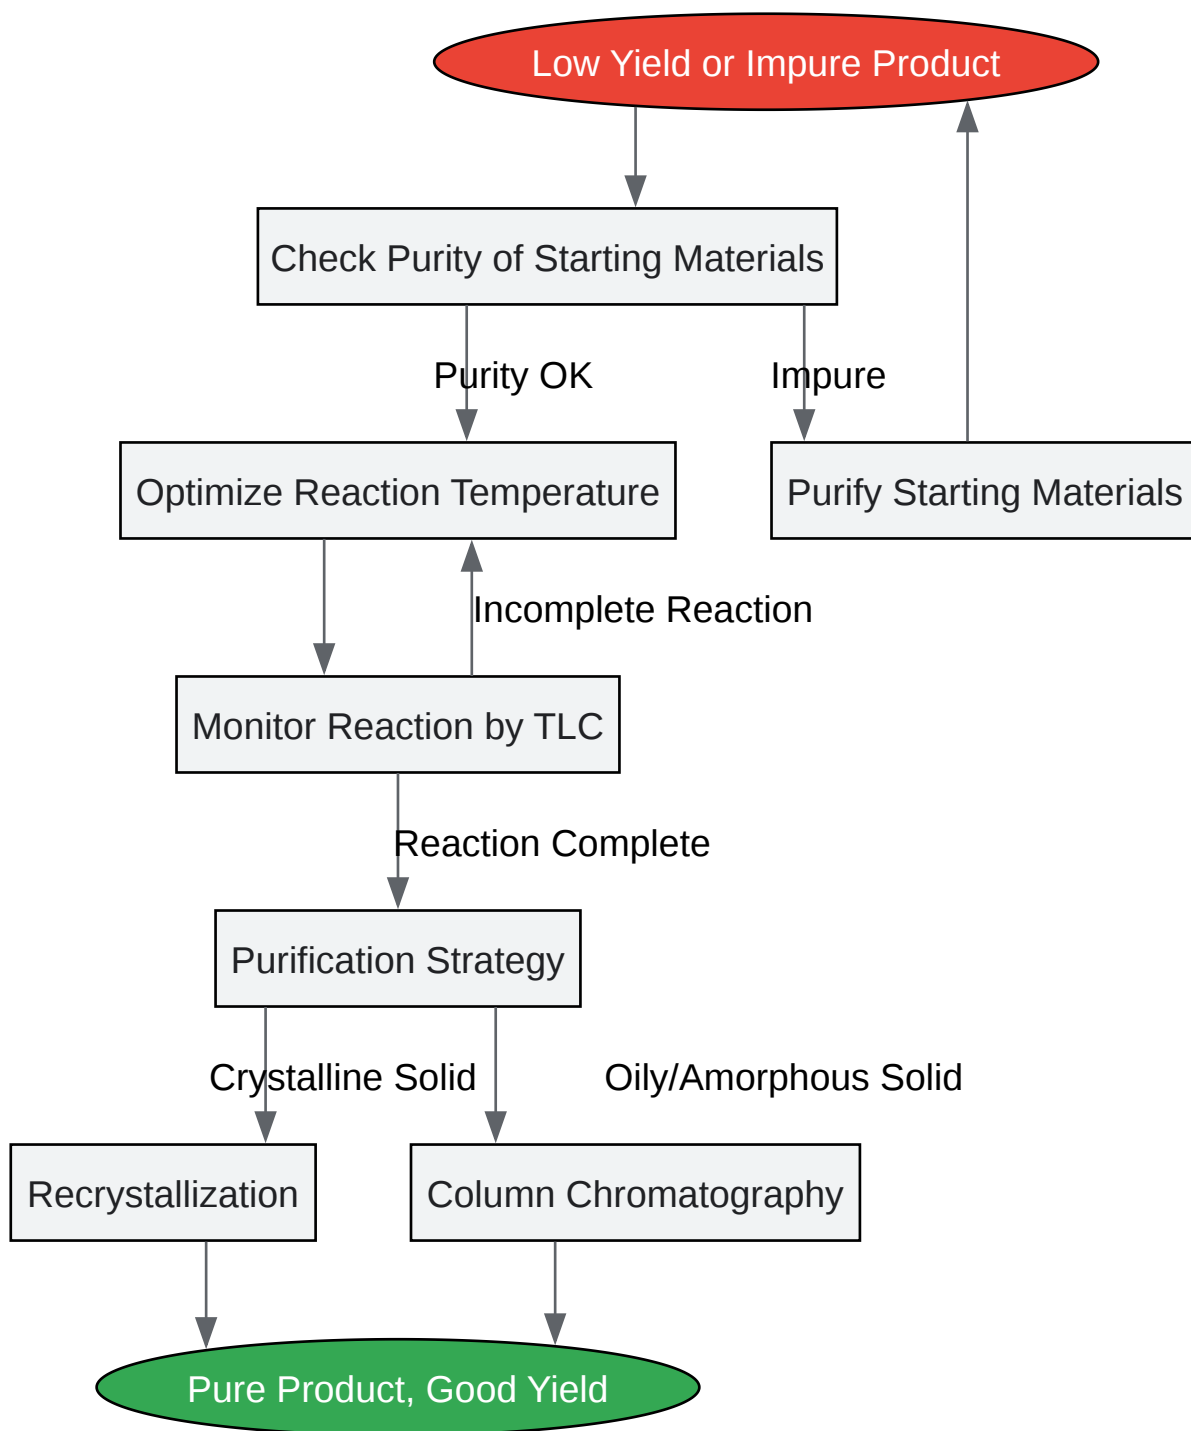 Low Yield or Impure Product
Check Purity of Starting Materials
Purity OK
Impure
Optimize Reaction Temperature
Purify Starting Materials
Incomplete Reaction
Monitor Reaction by TLC
Reaction Complete
Purification Strategy
Crystalline Solid
Oily/Amorphous Solid
Recrystallization
Column Chromatography
Pure Product, Good Yield